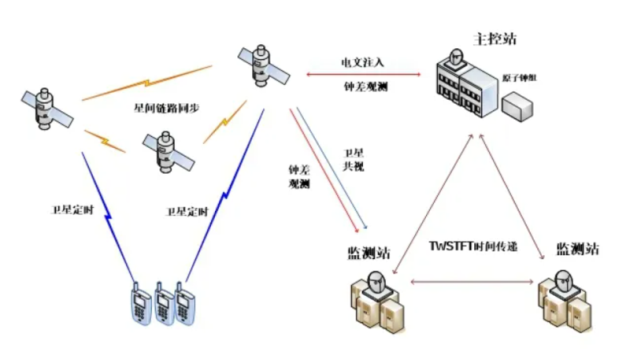 主控站
电文注入
钟差观测
原子钟组
星间链路同步
钟差
观测
卫星
共视
卫星定时
卫星定时
监测站
TWSTFT时间传递
监测站